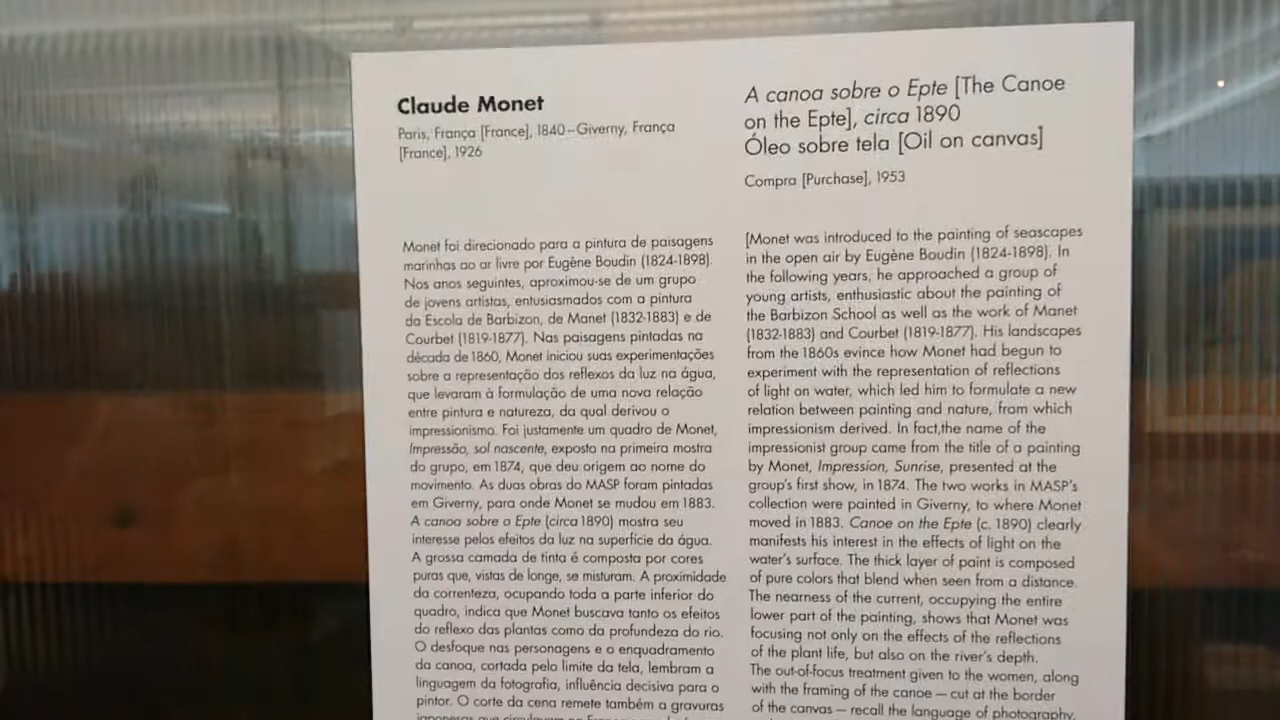 Claude Monet
Paris, França [France], 1840 – Giverny, França
[France], 1926
Monet foi direcionado para a pintura de paisagens
marinhas ao ar livre por Eugène Boudin (1824-1898).
Nos anos seguintes, aproximou-se de um grupo
de jovens artistas, entusiasmados com a pintura
da Escola de Barbizon, de Manet (1832-1883) e de
Courbet (1819-1877). Nas paisagens pintadas na
década de 1860, Monet iniciou suas experimentações
sobre a representação dos reflexos da luz na água,
que levaram à formulação de uma nova relação
entre pintura e natureza, da qual derivou o
impressionismo. Foi justamente um quadro de Monet,
Impressão, sol nascente, exposto na primeira mostra
do grupo, em 1874, que deu origem ao nome do
movimento. As duas obras do MASP foram pintadas
em Giverny, para onde Monet se mudou em 1883.
A canoa sobre o Epte (circa 1890) mostra seu
interesse pelos efeitos da luz na superfície da água.
A grossa camada de tinta é composta por cores
puras que, vistas de longe, se misturam. A proximidade
da correnteza, ocupando toda a parte inferior do
quadro, indica que Monet buscava tanto os efeitos
do reflexo das plantas como da profundeza do rio.
O desfoque nas personagens e o enquadramento
da canoa, cortada pelo limite da tela, lembram a
linguagem da fotografia, influência decisiva para o
pintor. O corte da cena remete também a gravuras
A canoa sobre o Epte [The Canoe
on the Epte], circa 1890
Óleo sobre tela [Oil on canvas]
Compra [Purchase], 1953
[Monet was introduced to the painting of seascapes
in the open air by Eugène Boudin (1824-1898). In
the following years, he approached a group of
young artists, enthusiastic about the painting of
the Barbizon School as well as the work of Manet
(1832-1883) and Courbet (1819-1877). His landscapes
from the 1860s evince how Monet had begun to
experiment with the representation of reflections
of light on water, which led him to formulate a new
relation between painting and nature, from which
impressionism derived. In fact,the name of the
impressionist group came from the title of a painting
by Monet, Impression, Sunrise, presented at the
group's first show, in 1874. The two works in MASP's
collection were painted in Giverny, to where Monet
moved in 1883. Canoe on the Epte (c. 1890) clearly
manifests his interest in the effects of light on the
water's surface. The thick layer of paint is composed
of pure colors that blend when seen from a distance.
The nearness of the current, occupying the entire
lower part of the painting, shows that Monet was
focusing not only on the effects of the reflections
of the plant life, but also on the river's depth.
The out-of-focus treatment given to the women, along
with the framing of the canoe — cut at the border
of the canvas — recall the language of photography,